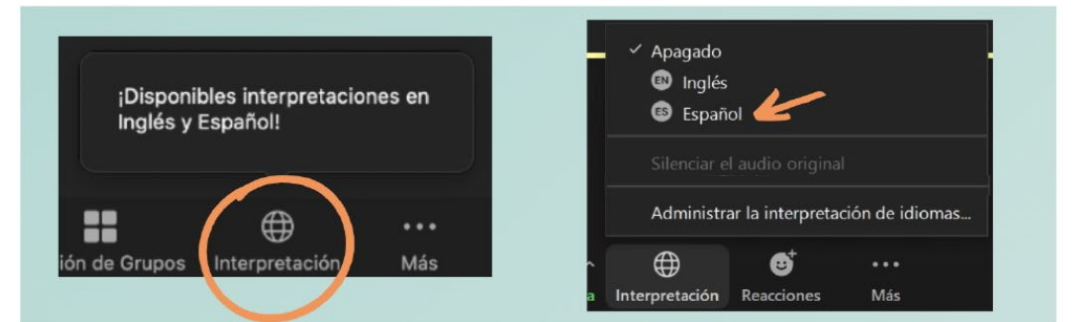 ¡Disponibles interpretaciones en
Inglés y Español!
ión de Grupos
Interpretación
Más
Apagado
EN Inglés
ES Español
Silenciar el audio original
Administrar la interpretación de idiomas...
a
Interpretación
Reacciones
Más